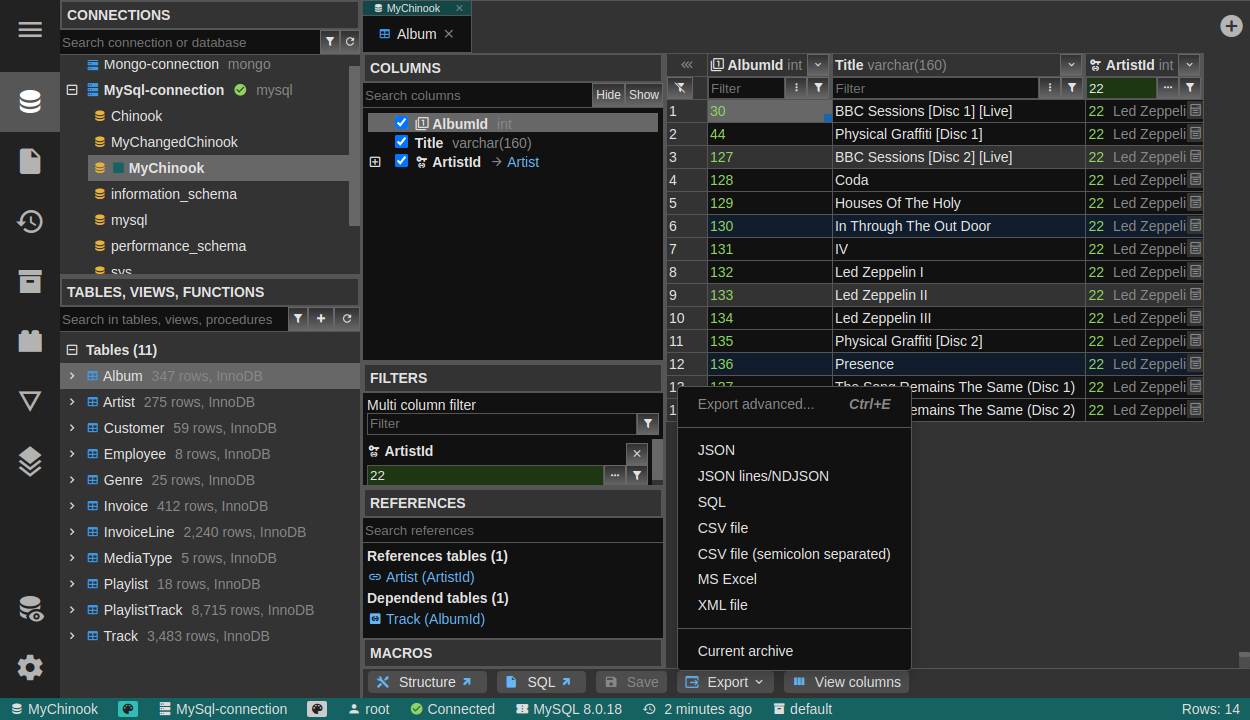 CONNECTIONS
Search connection or database
Mongo-connection mongo
MySql-connection mysql
Chinook
MyChangedChinook
MyChinook
information_schema
mysql
performance_schema
sys
TABLES, VIEWS, FUNCTIONS
Search in tables, views, procedures
Tables (11)
Album 347 rows, InnoDB
Artist 275 rows, InnoDB
Customer 59 rows, InnoDB
Employee 8 rows, InnoDB
Genre 25 rows, InnoDB
Invoice 412 rows, InnoDB
InvoiceLine 2,240 rows, InnoDB
MediaType 5 rows, InnoDB
Playlist 18 rows, InnoDB
PlaylistTrack 8,715 rows, InnoDB
Track 3,483 rows, InnoDB
MyChinook
Album
COLUMNS
Search columns Hide Show
AlbumId int
Title varchar(160)
ArtistId Artist
FILTERS
Multi column filter
Filter
ArtistId
22
REFERENCES
Search references
References tables (1)
Artist (ArtistId)
Dependend tables (1)
Track (AlbumId)
MACROS
AlbumId int Title varchar(160) ArtistId int
Filter Filter 22
1 30 BBC Sessions [Disc 1] [Live] 22 Led Zeppeli
2 44 Physical Graffiti [Disc 1] 22 Led Zeppeli
3 127 BBC Sessions [Disc 2] [Live] 22 Led Zeppeli
4 128 Coda 22 Led Zeppeli
5 129 Houses Of The Holy 22 Led Zeppeli
6 130 In Through The Out Door 22 Led Zeppeli
7 131 IV 22 Led Zeppeli
8 132 Led Zeppelin I 22 Led Zeppeli
9 133 Led Zeppelin II 22 Led Zeppeli
10 134 Led Zeppelin III 22 Led Zeppeli
11 135 Physical Graffiti [Disc 2] 22 Led Zeppeli
12 136 Presence 22 Led Zeppeli
13 137 The Song Remains The Same (Disc 1) 22 Led Zeppeli
emains The Same (Disc 2) 22 Led Zeppeli
Export advanced... Ctrl+E
JSON
JSON lines/NDJSON
SQL
CSV file
CSV file (semicolon separated)
MS Excel
XML file
Current archive
Structure SQL Save Export View columns
MyChinook MySql-connection root Connected MySQL 8.0.18 2 minutes ago default Rows: 14